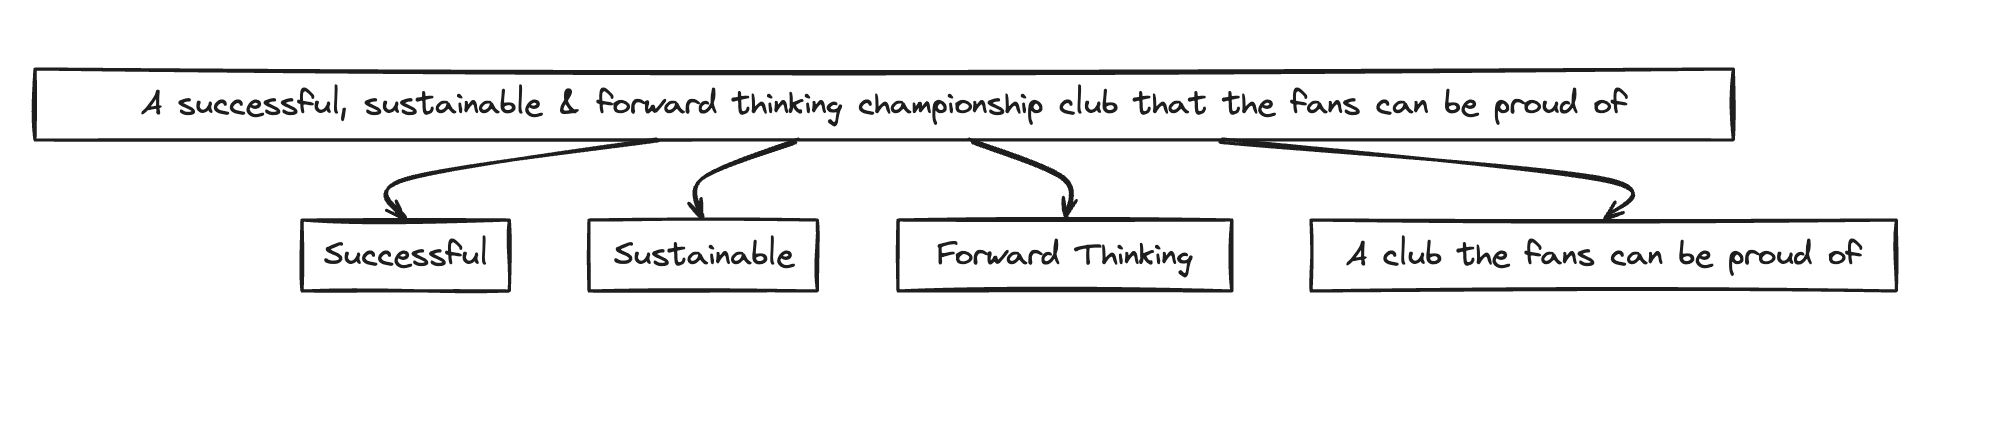 A successful, sustainable & forward thinking championship club that the fans can be proud of
Successful
Sustainable
Forward Thinking
A club the fans can be proud of